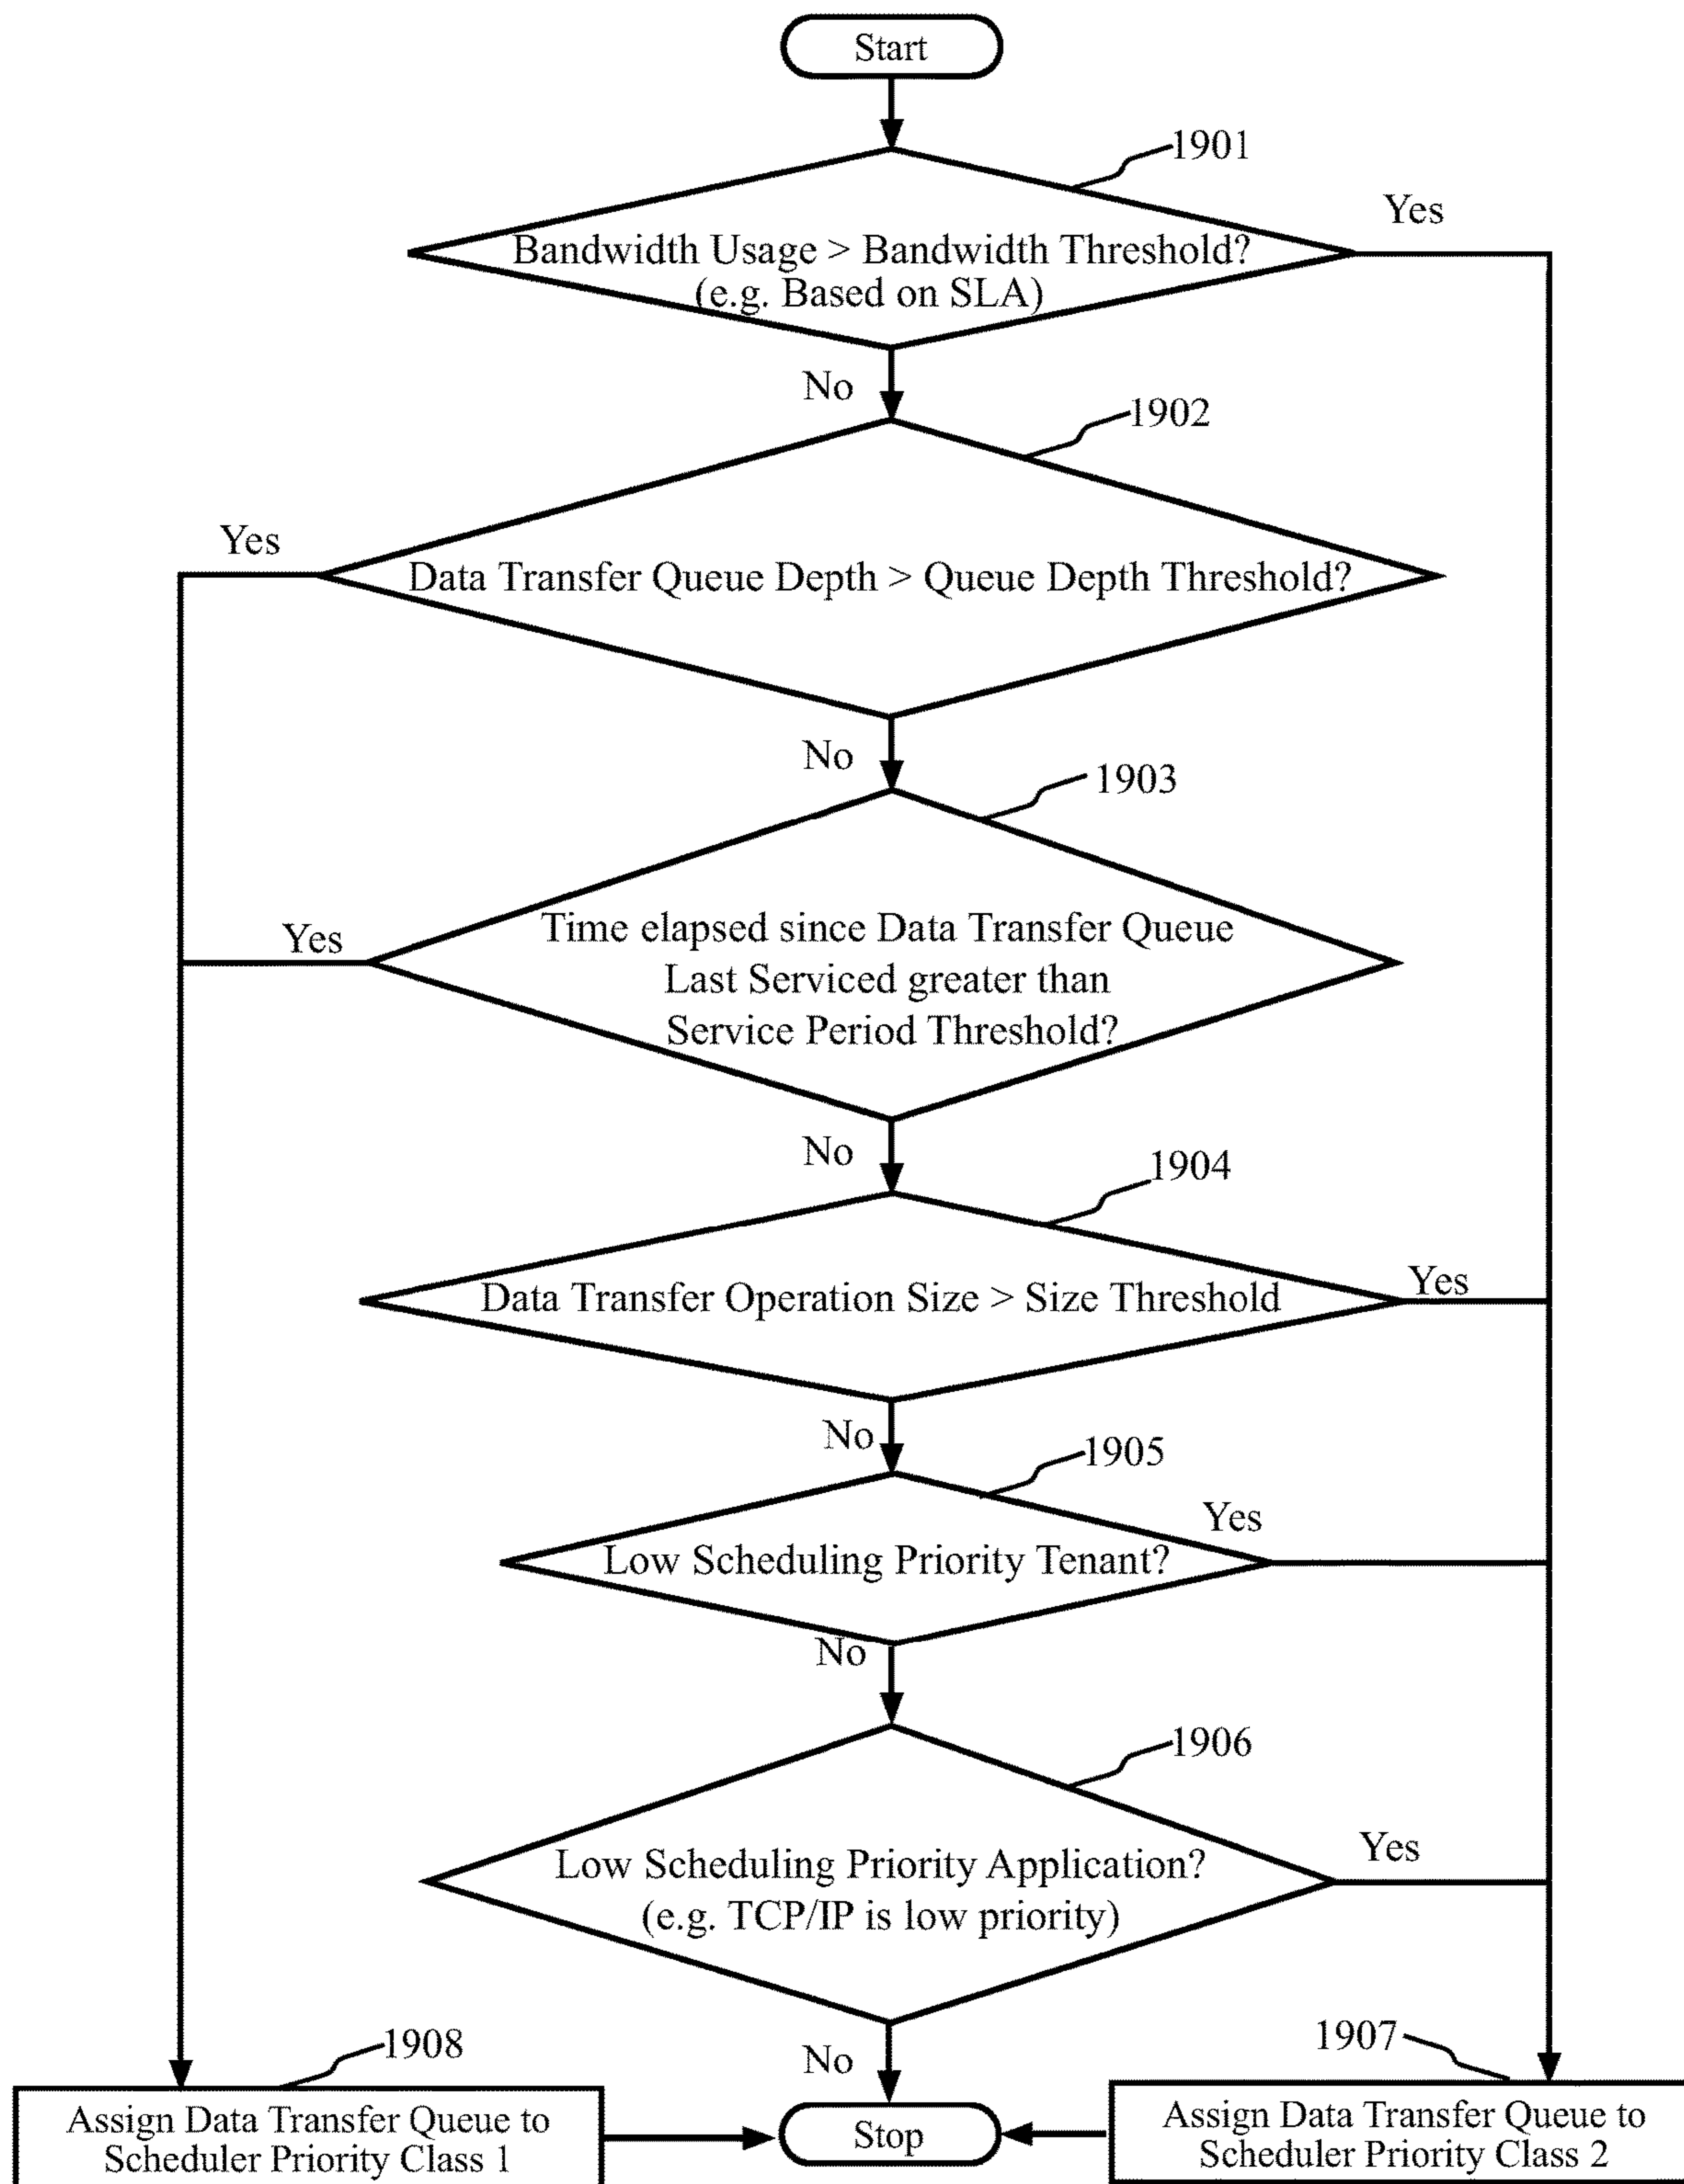 Start
1901
Yes
Bandwidth Usage > Bandwidth Threshold?
(e.g. Based on SLA)
No
1902
Yes
Data Transfer Queue Depth > Queue Depth Threshold?
No
1903
Yes
Time elapsed since Data Transfer Queue
Last Serviced greater than
Service Period Threshold?
No
1904
Yes
Data Transfer Operation Size > Size Threshold
No
1905
Yes
Low Scheduling Priority Tenant?
No
1906
Yes
Low Scheduling Priority Application?
(e.g. TCP/IP is low priority)
No
1908
1907
Assign Data Transfer Queue to
Scheduler Priority Class 1
Stop
Assign Data Transfer Queue to
Scheduler Priority Class 2